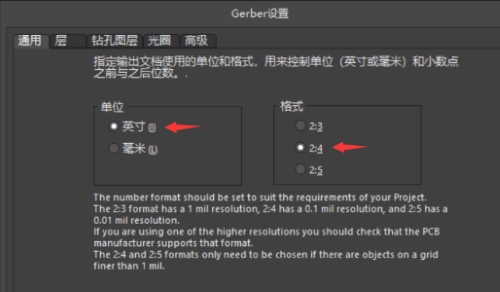 Gerber设置
通用 层 钻孔图层 光圈 高级
指定输出文档使用的单位和格式，用来控制单位（英寸或毫米）和小数点
之前与之后位数。.
单位
英寸 (I)
毫米 (L)
格式
2:3
2:4
2:5
The number format should be set to suit the requirements of your Project.
The 2:3 format has a 1 mil resolution, 2:4 has a 0.1 mil resolution, and 2:5 has a
0.01 mil resolution.
If you are using one of the higher resolutions you should check that the PCB
manufacturer supports that format.
The 2:4 and 2:5 formats only need to be chosen if there are objects on a grid
finer than 1 mil.